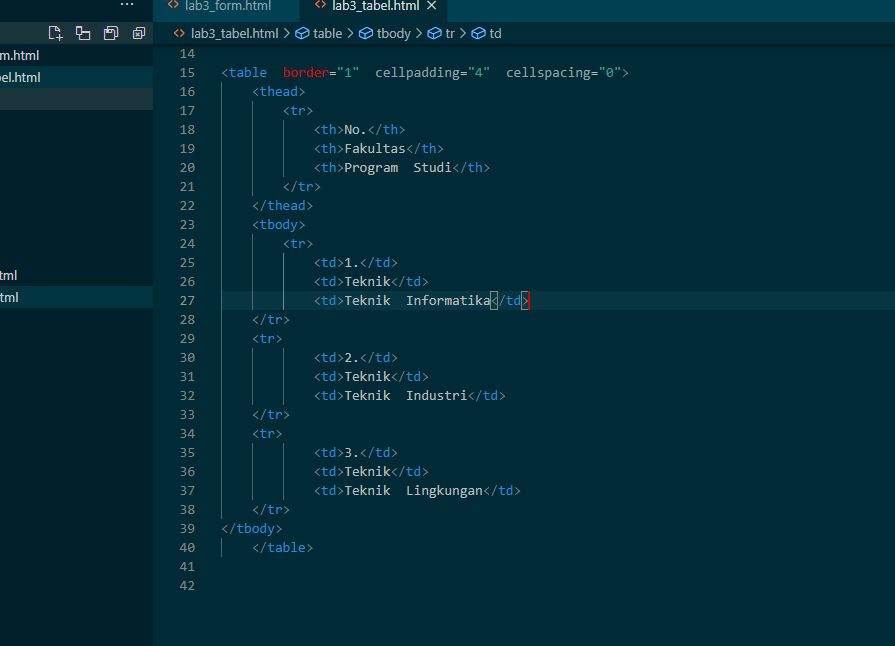 ···
lab3_form.html lab3_tabel.html ×
lab3_tabel.html > table > tbody > tr > td
m.html
el.html
tml
tml
14
15 <table  border="1"  cellpadding="4"  cellspacing="0">
16 <thead>
17 <tr>
18 <th>No.</th>
19 <th>Fakultas</th>
20 <th>Program  Studi</th>
21 </tr>
22 </thead>
23 <tbody>
24 <tr>
25 <td>1.</td>
26 <td>Teknik</td>
27 <td>Teknik  Informatika</td>
28 </tr>
29 <tr>
30 <td>2.</td>
31 <td>Teknik</td>
32 <td>Teknik  Industri</td>
33 </tr>
34 <tr>
35 <td>3.</td>
36 <td>Teknik</td>
37 <td>Teknik  Lingkungan</td>
38 </tr>
39 </tbody>
40 </table>
41
42